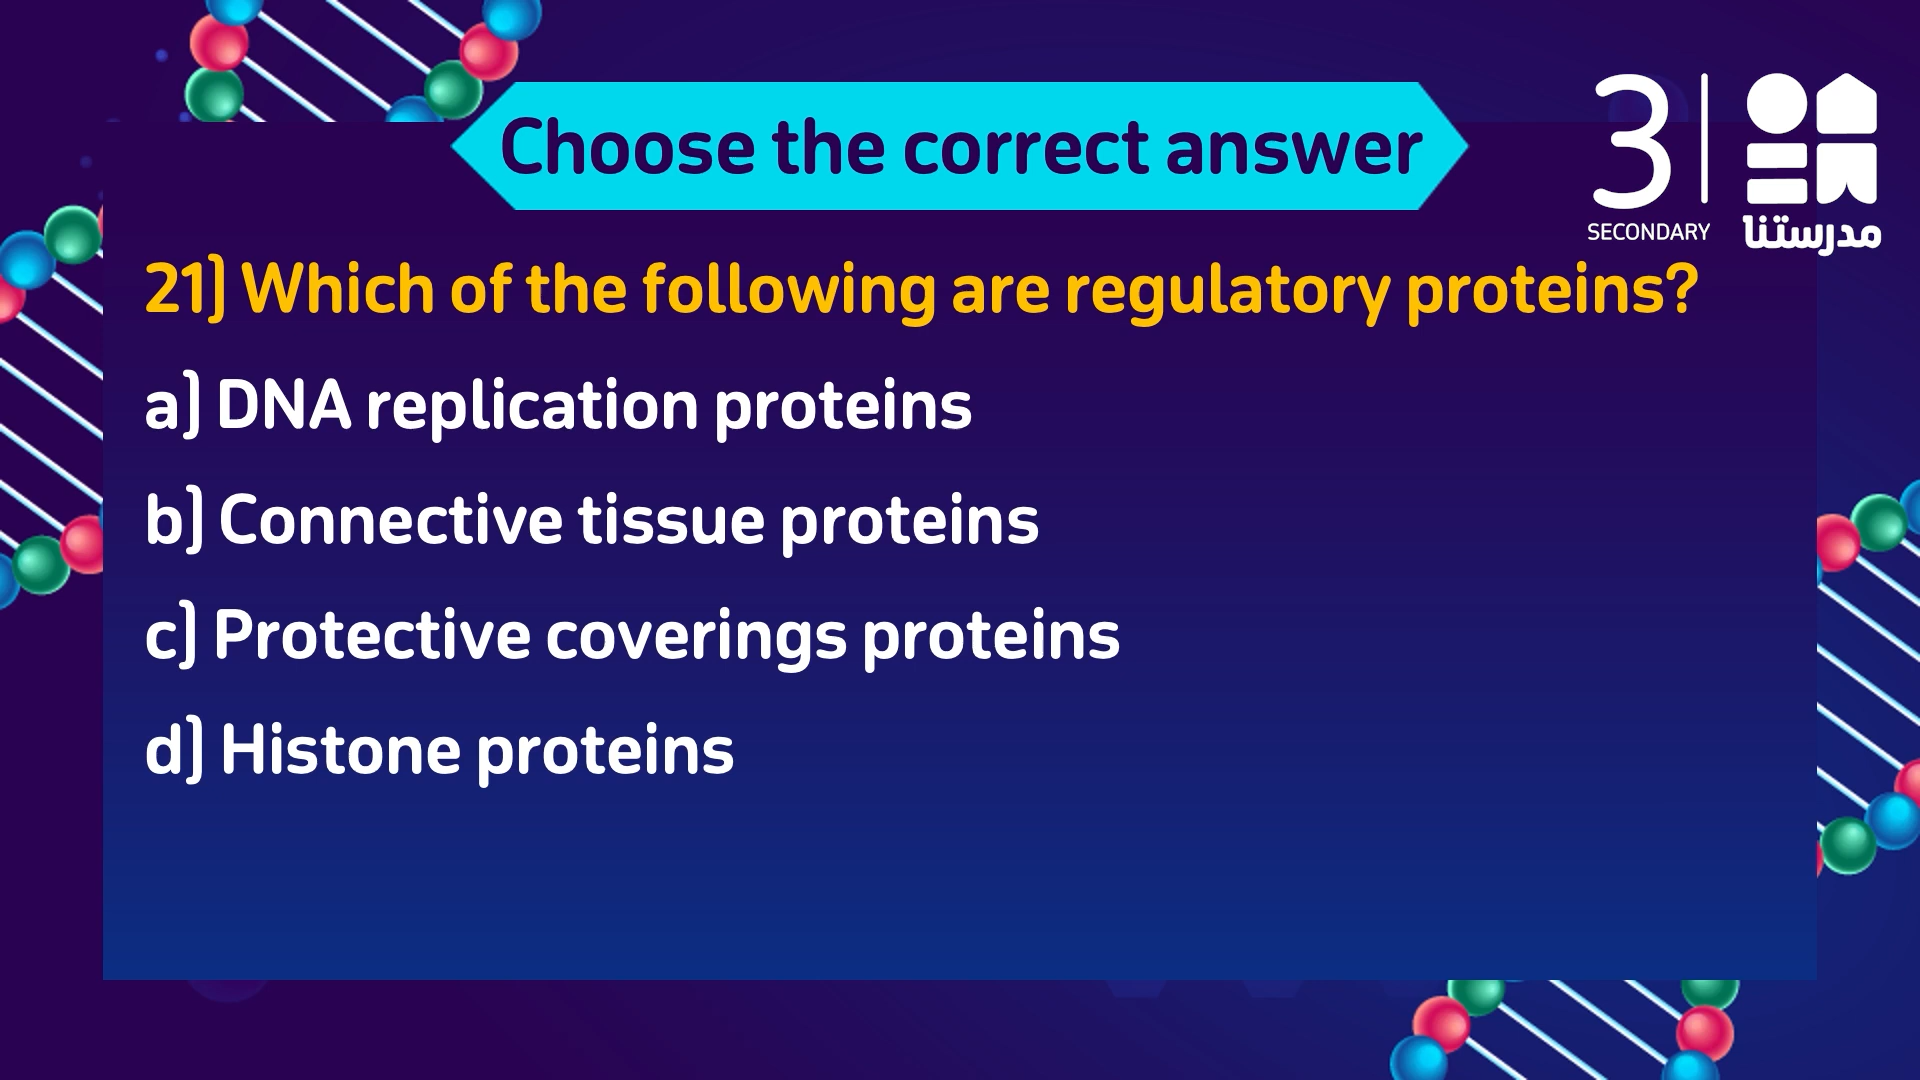 Choose the correct answer
3
SECONDARY
مدرستنا
21) Which of the following are regulatory proteins?
a) DNA replication proteins
b) Connective tissue proteins
c) Protective coverings proteins
d) Histone proteins